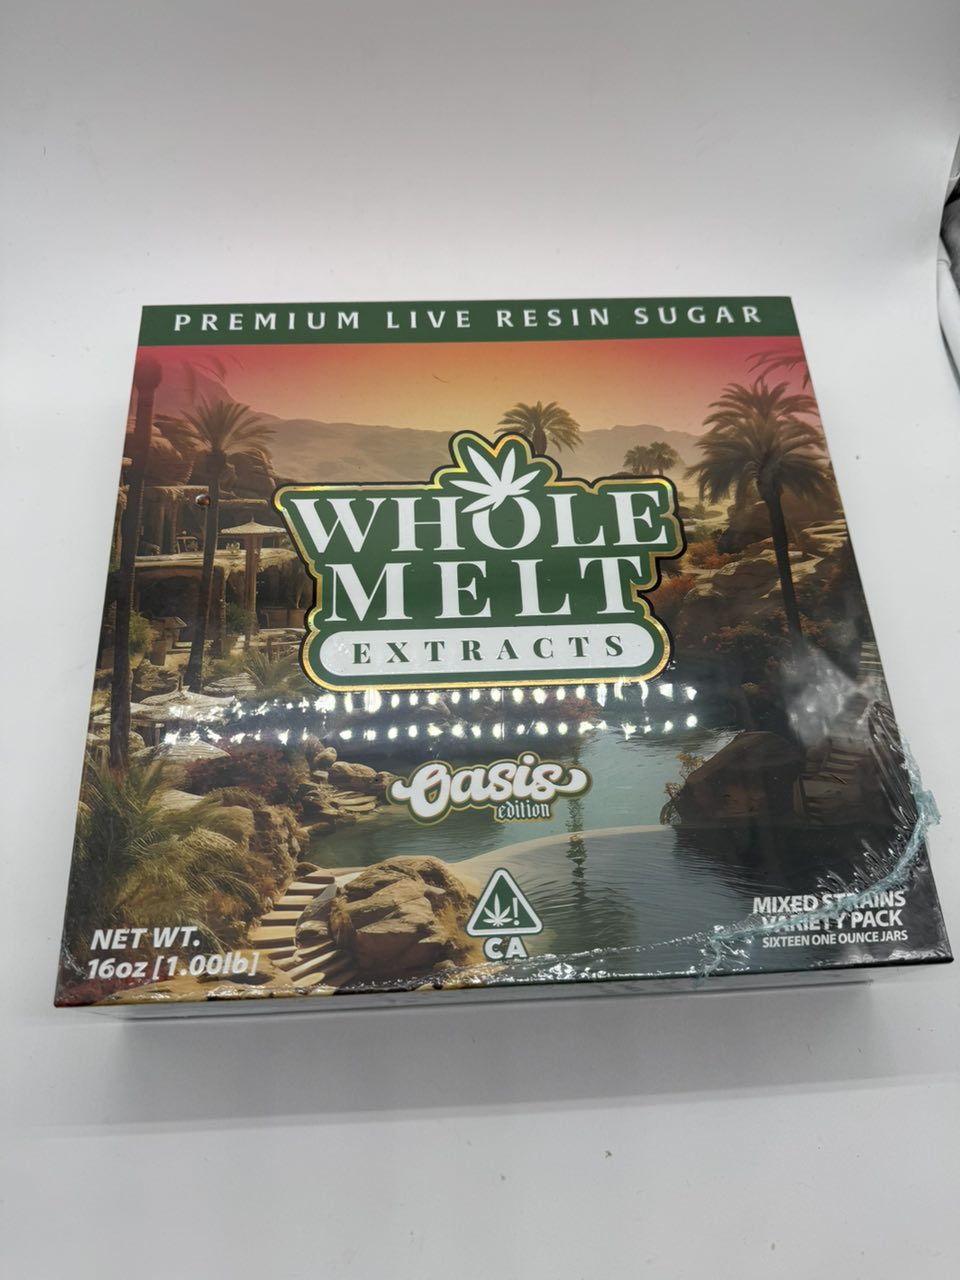 PREMIUM LIVE RESIN SUGAR
WHOLE
MELT
EXTRACTS
Oasis
edition
CA
NET WT.
16oz [1.00lb]
MIXED STRAINS
VARIETY PACK
SIXTEEN ONE OUNCE JARS